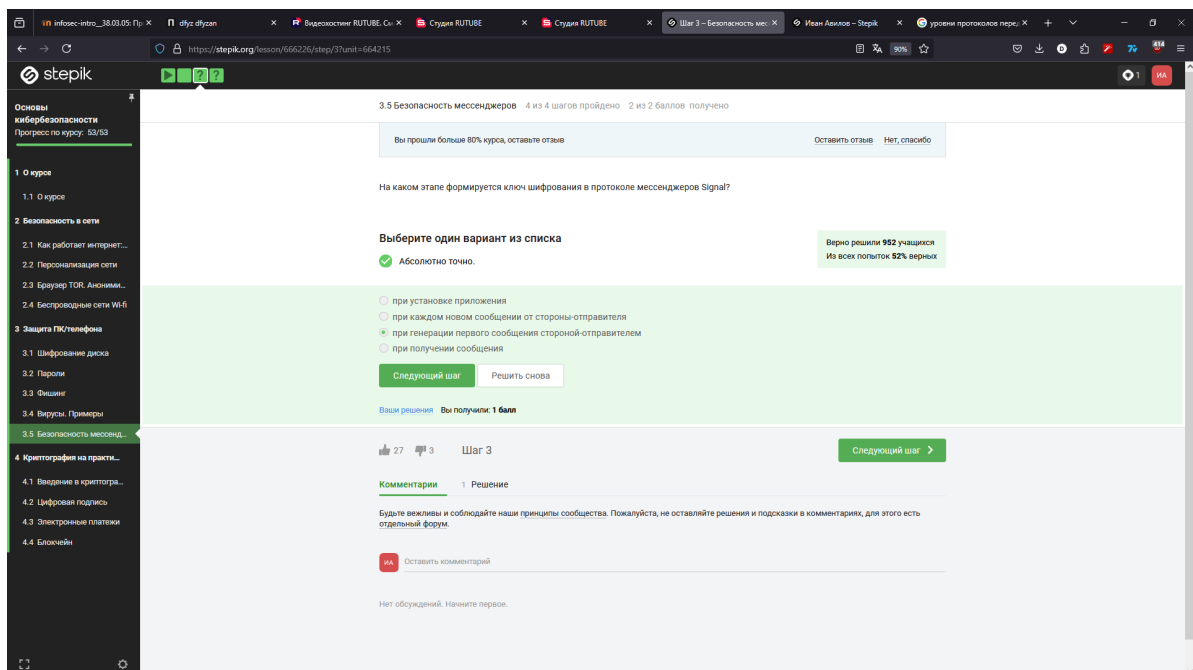 infosec-intro_38.03.05: Пр
dfyz dfyzan
Видеохостинг RUTUBE. См
Студия RUTUBE
Студия RUTUBE
Шаг 3 – Безопасность мес
Иван Авилов – Stepik
уровни протоколов перед
https://stepik.org/lesson/666226/step/3?unit=664215
90%
414
stepik
1
ИА
Основы
кибербезопасности
Прогресс по курсу: 53/53
1 О курсе
1.1 О курсе
2 Безопасность в сети
2.1 Как работает интернет:...
2.2 Персонализация сети
2.3 Браузер TOR. Аноними...
2.4 Беспроводные сети Wi-fi
3 Защита ПК/телефона
3.1 Шифрование диска
3.2 Пароли
3.3 Фишинг
3.4 Вирусы. Примеры
3.5 Безопасность мессенд...
4 Криптография на практи...
4.1 Введение в криптогра...
4.2 Цифровая подпись
4.3 Электронные платежи
4.4 Блокчейн
3.5 Безопасность мессенджеров 4 из 4 шагов пройдено 2 из 2 баллов получено
Вы прошли больше 80% курса, оставьте отзыв
Оставить отзыв Нет, спасибо
На каком этапе формируется ключ шифрования в протоколе мессенджеров Signal?
Выберите один вариант из списка
Абсолютно точно.
Верно решили 952 учащихся
Из всех попыток 52% верных
при установке приложения
при каждом новом сообщении от стороны-отправителя
при генерации первого сообщения стороной-отправителем
при получении сообщения
Следующий шаг
Решить снова
Ваши решения Вы получили: 1 балл
27 3 Шаг 3
Следующий шаг
Комментарии 1 Решение
Будьте вежливы и соблюдайте наши принципы сообщества. Пожалуйста, не оставляйте решения и подсказки в комментариях, для этого есть
отдельный форум.
ИА
Оставить комментарий
Нет обсуждений. Начните первое.